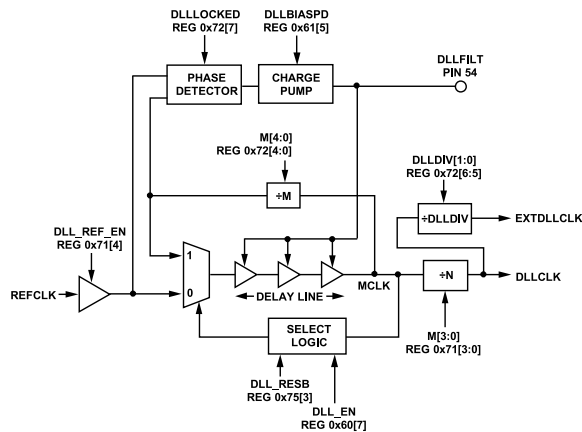 DLLLOCKED
REG 0x72[7]
DLLBIASPD
REG 0x61[5]
DLLFILT
PIN 54
PHASE
DETECTOR
CHARGE
PUMP
M[4:0]
REG 0x72[4:0]
÷M
DLLDIV[1:0]
REG 0x72[6:5]
÷DLLDIV
EXTDLLCLK
DLL_REF_EN
REG 0x71[4]
1
0
REFCLK
DELAY LINE
MCLK
÷N
DLLCLK
SELECT
LOGIC
M[3:0]
REG 0x71[3:0]
DLL_RESB
REG 0x75[3]
DLL_EN
REG 0x60[7]